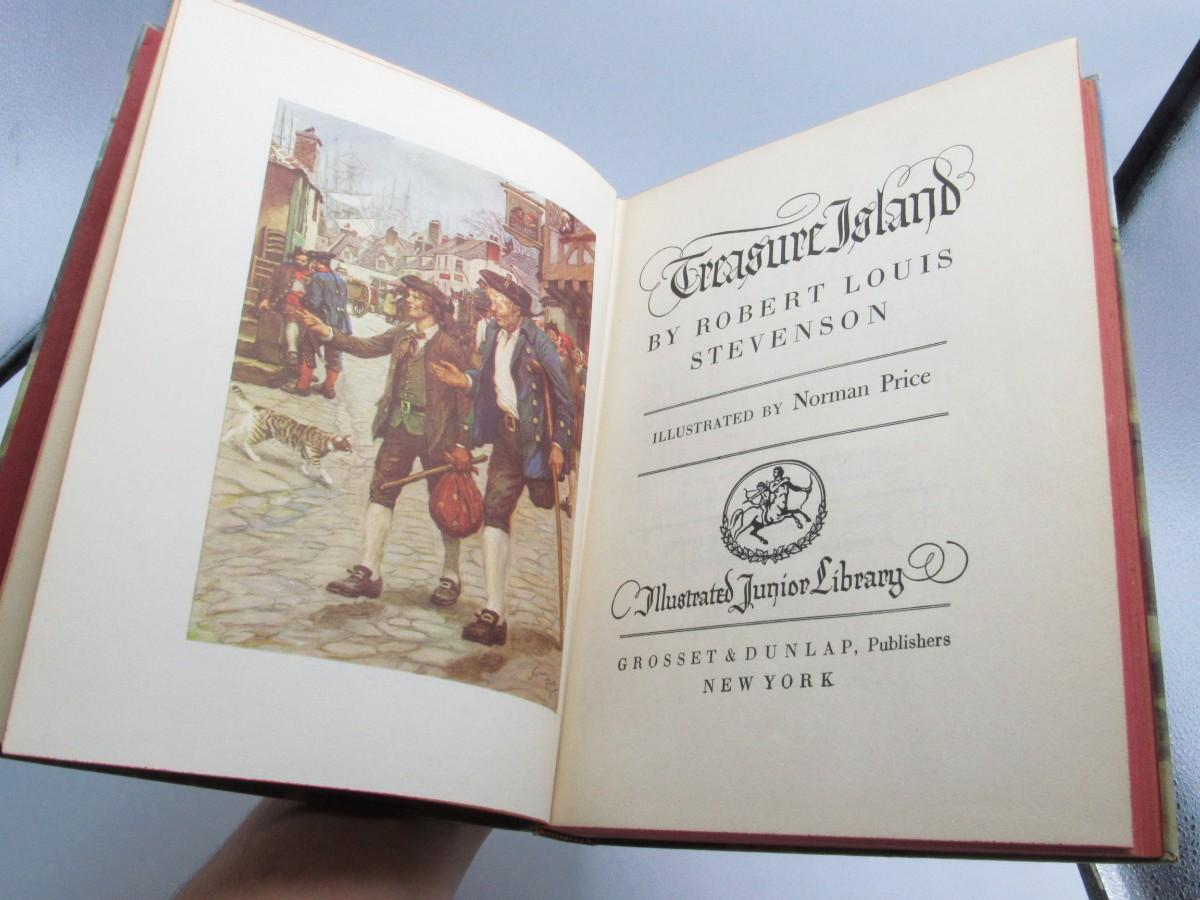 Treasure Island
BY ROBERT LOUIS
STEVENSON
ILLUSTRATED BY Norman Price
Illustrated Junior Library
GROSSET & DUNLAP, Publishers
NEW YORK